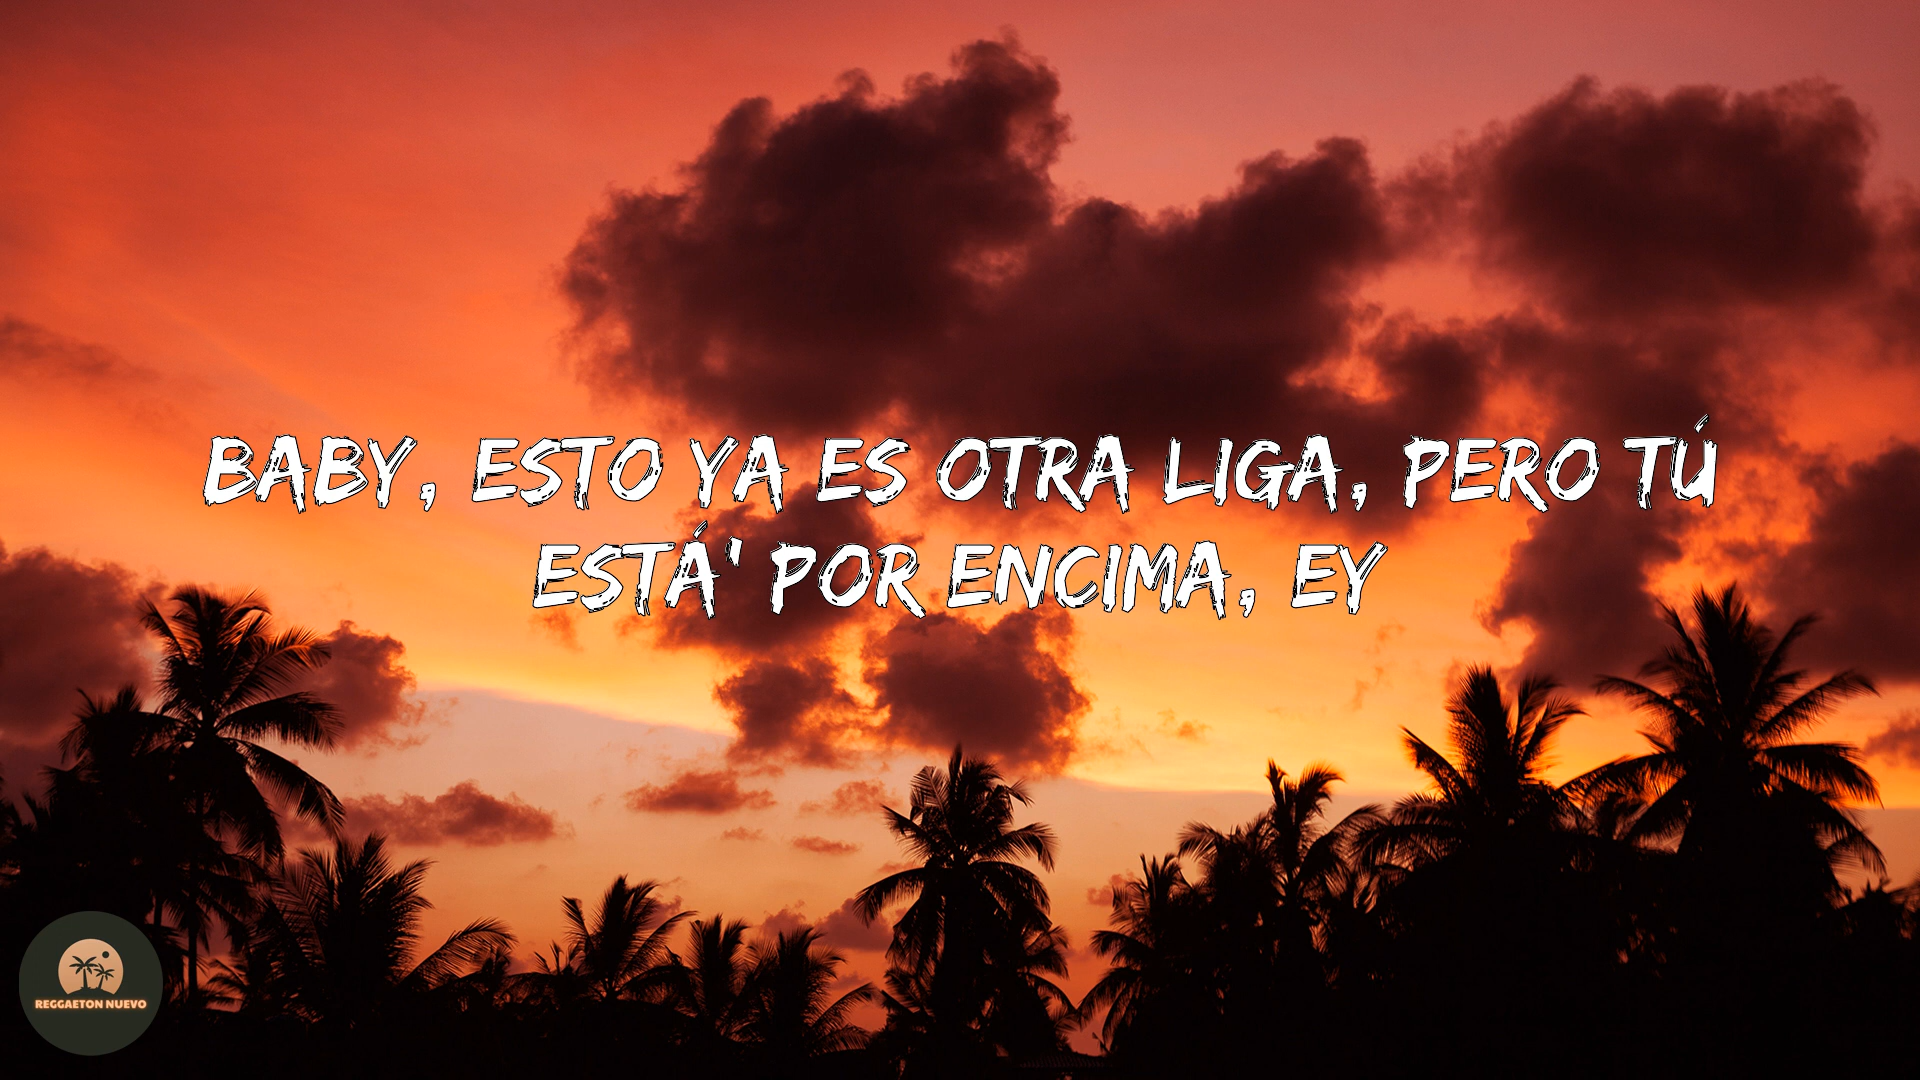 BABY, ESTO YA ES OTRA LIGA, PERO TÚ
ESTÁ' POR ENCIMA, EY
REGGAETON NUEVO